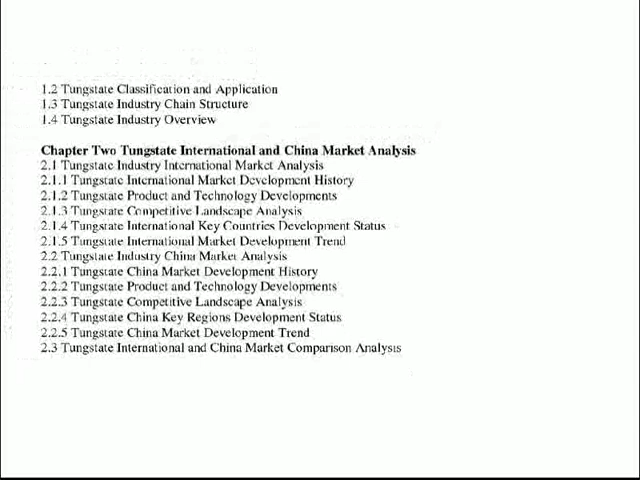 1.2 Tungstate Classification and Application
1.3 Tungstate Industry Chain Structure
1.4 Tungstate Industry Overview
Chapter Two Tungstate International and China Market Analysis
2.1 Tungstate Industry International Market Analysis
2.1.1 Tungstate International Market Development History
2.1.2 Tungstate Product and Technology Developments
2.1.3 Tungstate Competitive Landscape Analysis
2.1.4 Tungstate International Key Countries Development Status
2.1.5 Tungstate International Market Development Trend
2.2 Tungstate Industry China Market Analysis
2.2.1 Tungstate China Market Development History
2.2.2 Tungstate Product and Technology Developments
2.2.3 Tungstate Competitive Landscape Analysis
2.2.4 Tungstate China Key Regions Development Status
2.2.5 Tungstate China Market Development Trend
2.3 Tungstate International and China Market Comparison Analysis